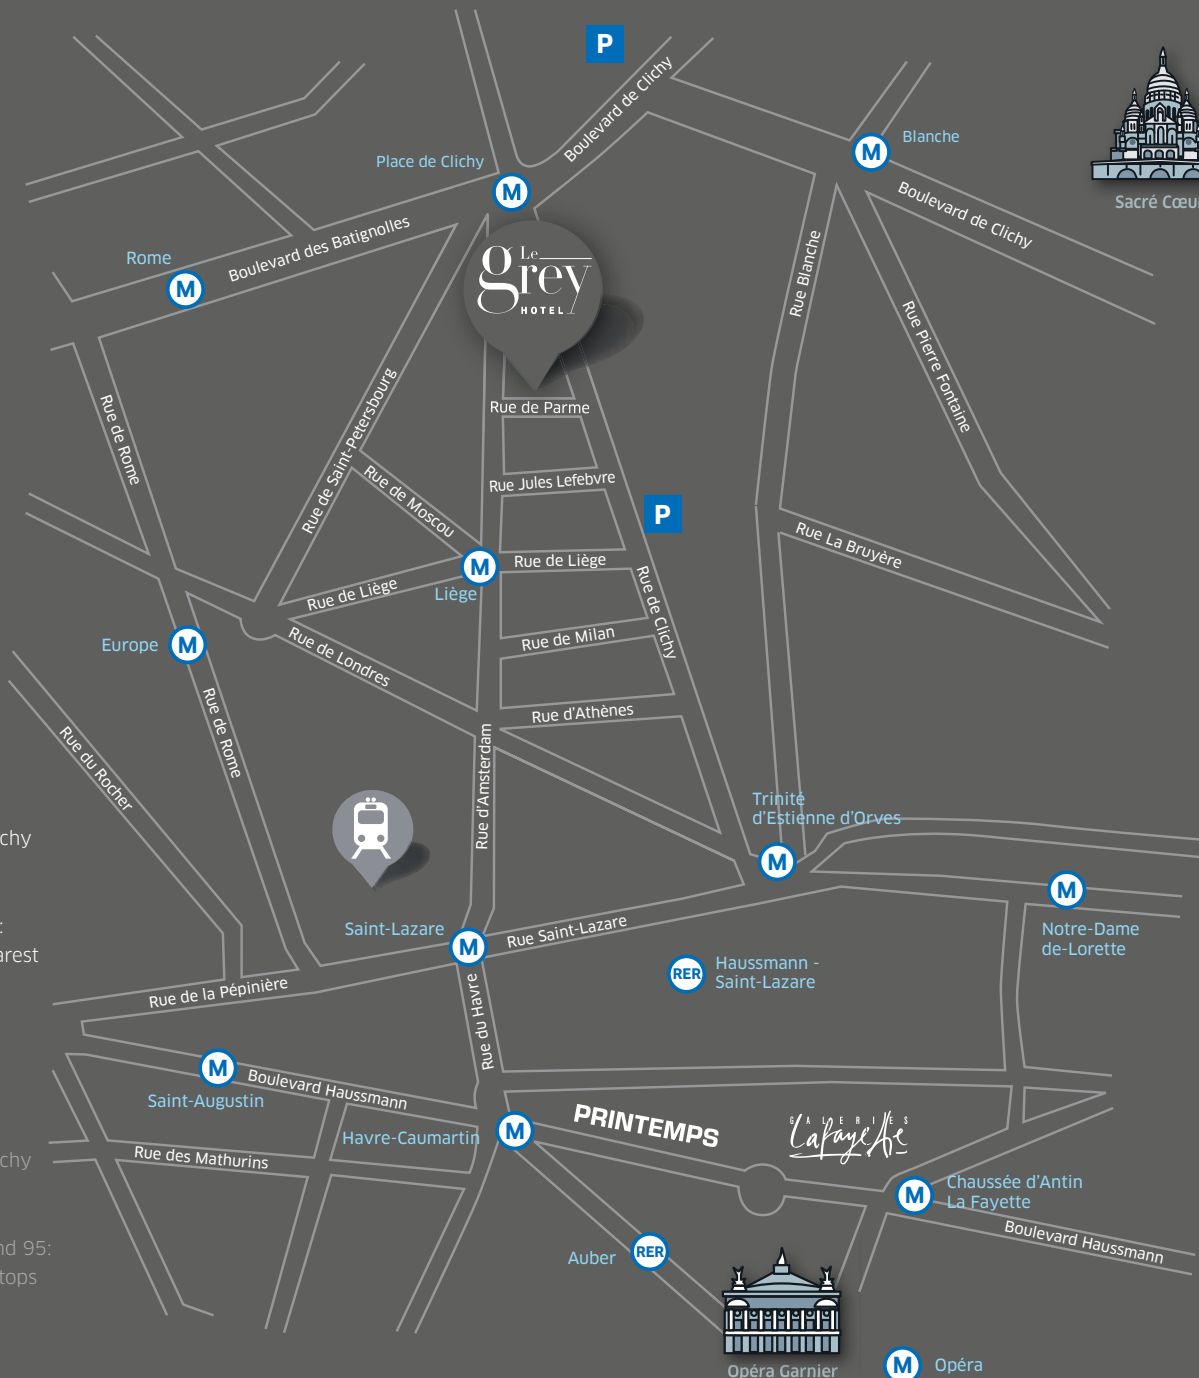 P
Boulevard de Clichy
Blanche
M
Place de Clichy
M
Sacré Cœu
Boulevard de Clichy
Boulevard des Batignolles
Rome
M
Rue Blanche
Le
grey
HOTEL
Rue Pierre Fontaine
Rue de Rome
Rue de Saint-Petersbourg
Rue de Parme
Rue de Moscou
Rue Jules Lefebvre
P
Rue La Bruyère
M
Rue de Liège
Rue de Liège
Liège
Rue de Clichy
Rue de Milan
Europe
M
Rue de Londres
Rue de Rome
Rue d'Athènes
Rue du Rocher
Rue d'Amsterdam
Trinité
d'Estienne d'Orves
M
chy
M
Notre-Dame
de-Lorette
Saint-Lazare
M
Rue Saint-Lazare
:
arest
RER
Haussmann -
Saint-Lazare
Rue de la Pépinière
Rue du Havre
M
Saint-Augustin
Boulevard Haussmann
Havre-Caumartin
M
PRINTEMPS
GALERIES
Lafayette
Rue des Mathurins
chy
M
Chaussée d'Antin
La Fayette
Boulevard Haussmann
nd 95:
tops
Auber
RER
Opéra Garnier
M
Opéra